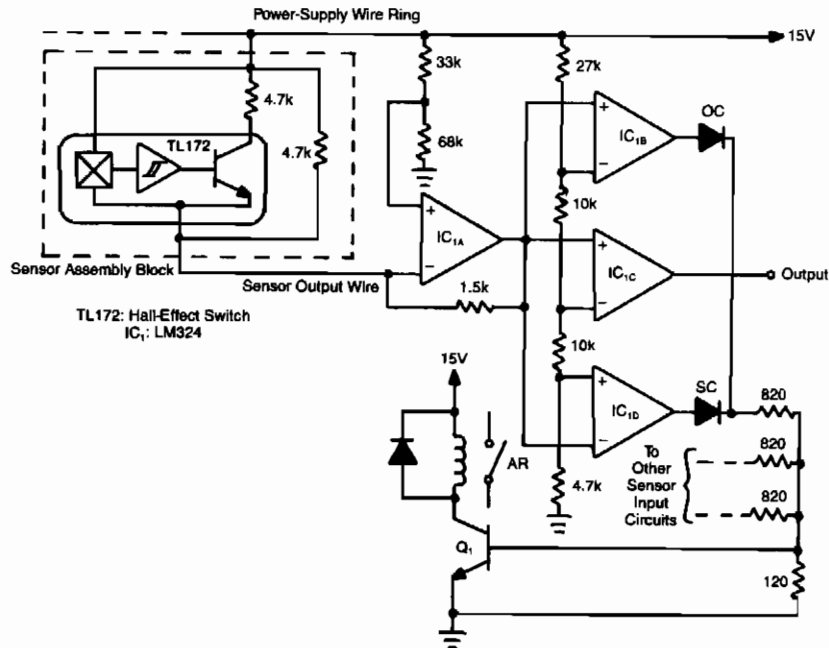 Power-Supply Wire Ring
15V
33k
27k
4.7k
OC
+
IC1B
−
TL172
4.7k
68k
10k
+
IC1A
−
+
IC1C
−
Output
Sensor Assembly Block
Sensor Output Wire
1.5k
TL172: Hall-Effect Switch
IC1: LM324
10k
15V
+
IC1D
−
SC
820
AR
To
Other
Sensor
Input
Circuits
820
820
4.7k
Q1
120